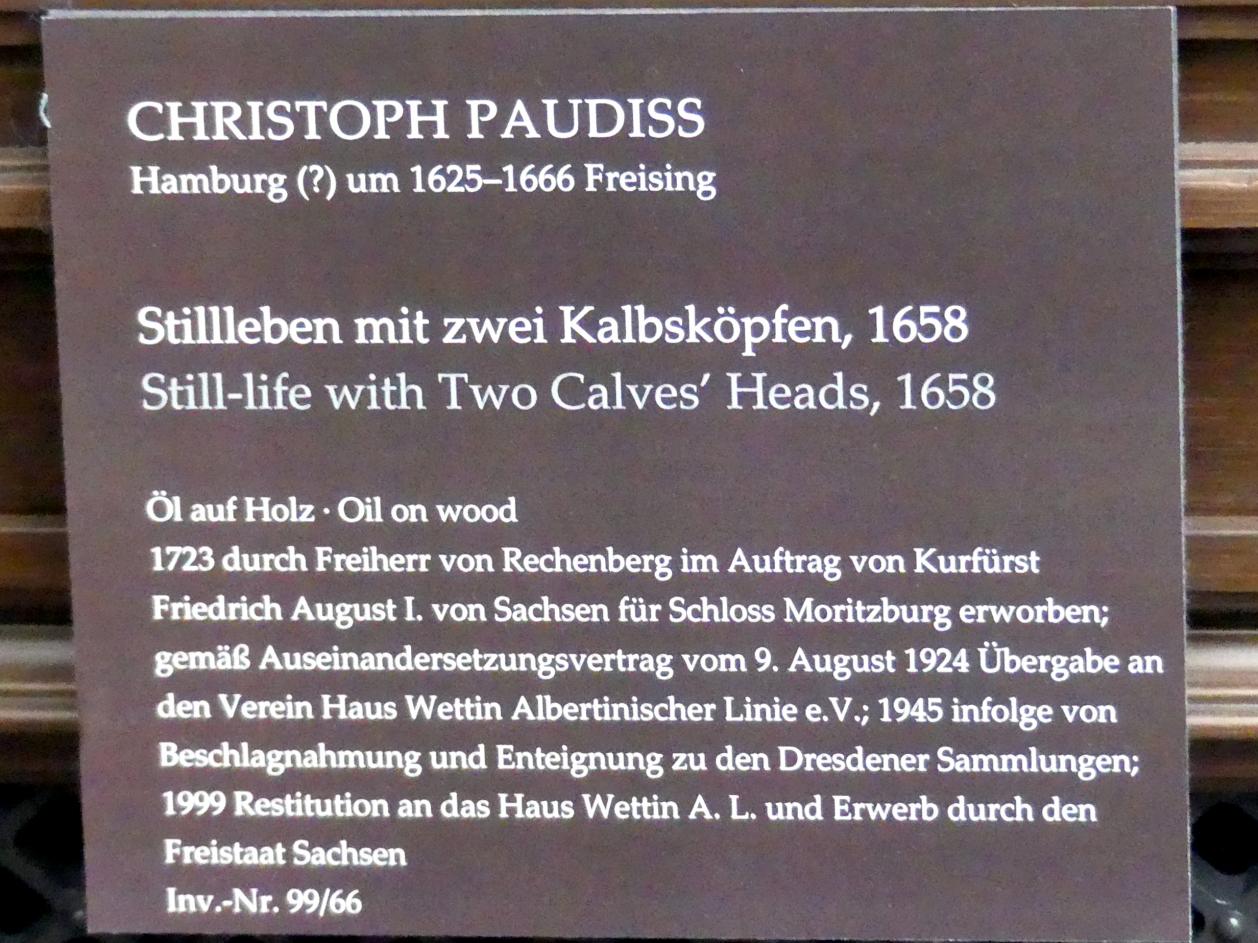 CHRISTOPH PAUDISS
Hamburg (?) um 1625–1666 Freising
Stillleben mit zwei Kalbsköpfen, 1658
Still-life with Two Calves’ Heads, 1658
Öl auf Holz · Oil on wood
1723 durch Freiherr von Rechenberg im Auftrag von Kurfürst
Friedrich August I. von Sachsen für Schloss Moritzburg erworben;
gemäß Auseinandersetzungsvertrag vom 9. August 1924 Übergabe an
den Verein Haus Wettin Albertinischer Linie e.V.; 1945 infolge von
Beschlagnahmung und Enteignung zu den Dresdener Sammlungen;
1999 Restitution an das Haus Wettin A. L. und Erwerb durch den
Freistaat Sachsen
Inv.-Nr. 99/66